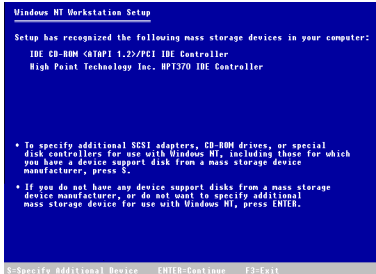 Windows NT Workstation Setup
Setup has recognized the following mass storage devices in your computer:
IDE CD-ROM <ATAPI 1.2>/PCI IDE Controller
High Point Technology Inc. HPT370 IDE Controller
• To specify additional SCSI adapters, CD-ROM drives, or special
disk controllers for use with Windows NT, including those for which
you have a device support disk from a mass storage device
manufacturer, press S.
• If you do not have any device support disks from a mass storage
device manufacturer, or do not want to specify additional
mass storage device for use with Windows NT, press ENTER.
S=Specify Additional Device ENTER=Continue F3=Exit